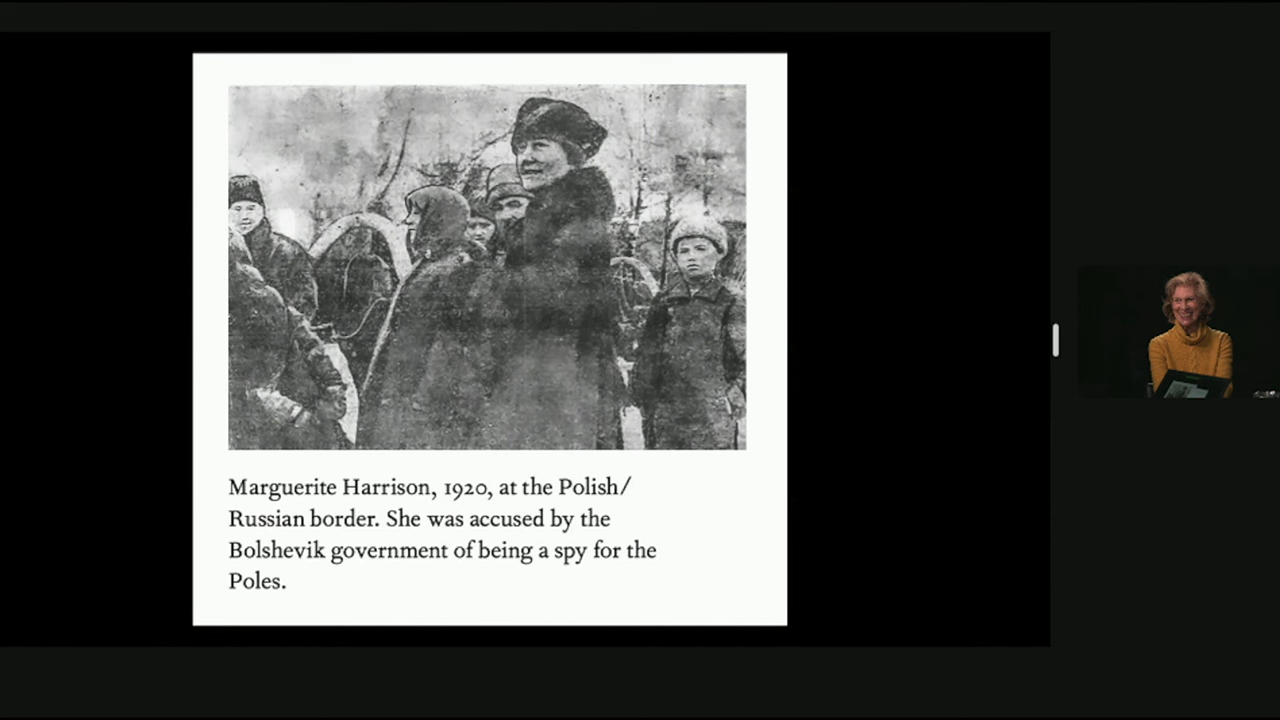 Marguerite Harrison, 1920, at the Polish/
Russian border. She was accused by the
Bolshevik government of being a spy for the
Poles.